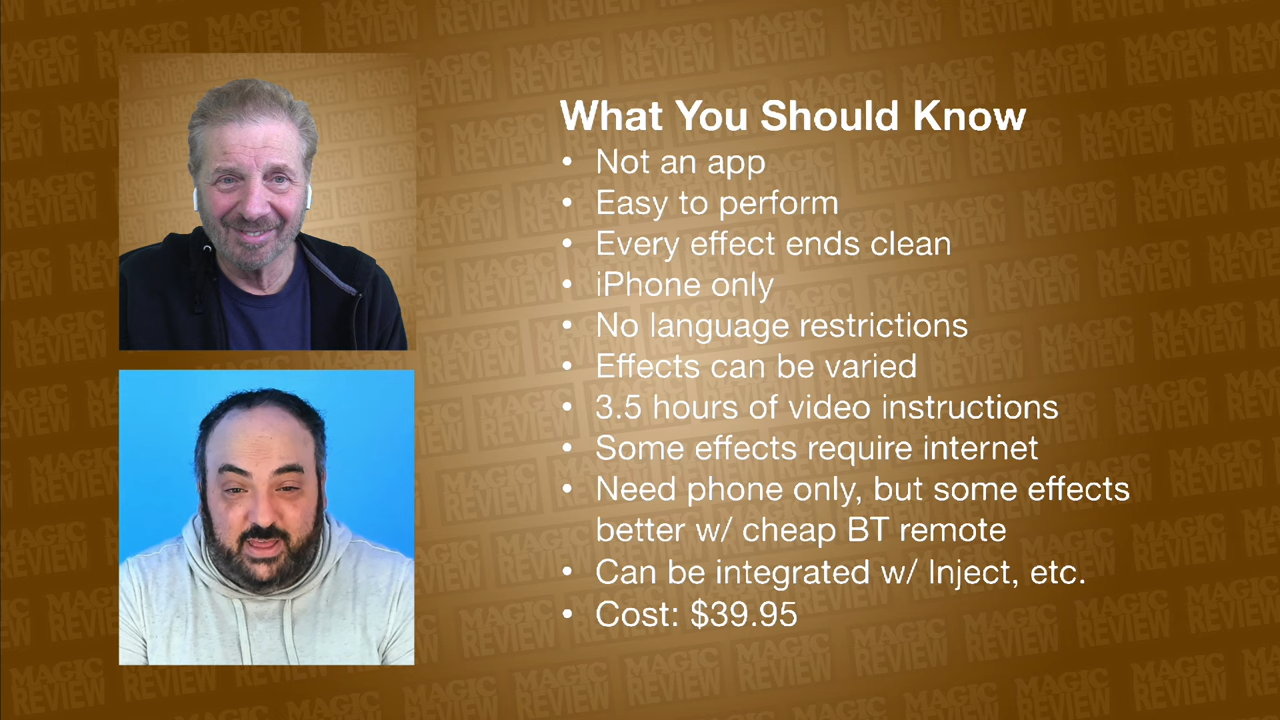 What You Should Know
• Not an app
• Easy to perform
• Every effect ends clean
• iPhone only
• No language restrictions
• Effects can be varied
• 3.5 hours of video instructions
• Some effects require internet
• Need phone only, but some effects
better w/ cheap BT remote
• Can be integrated w/ Inject, etc.
• Cost: $39.95
MAGIC
REVIEW